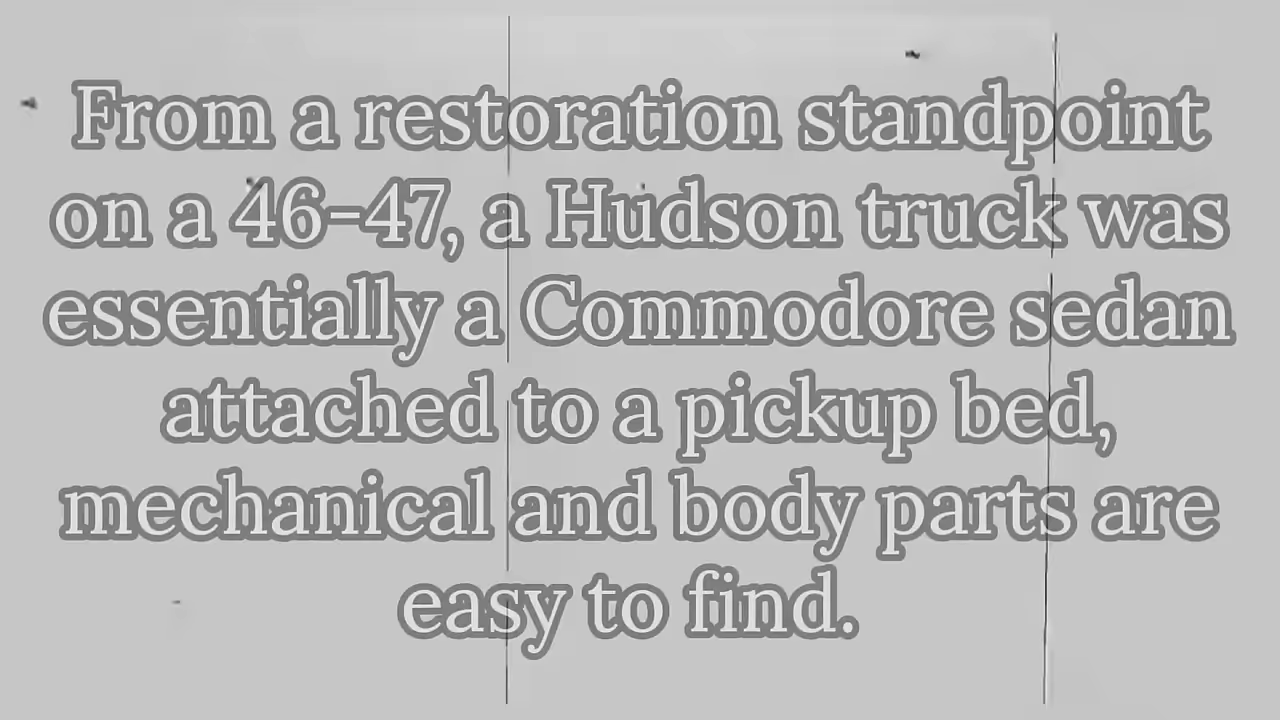 From a restoration standpoint
on a 46-47, a Hudson truck was
essentially a Commodore sedan
attached to a pickup bed,
mechanical and body parts are
easy to find.